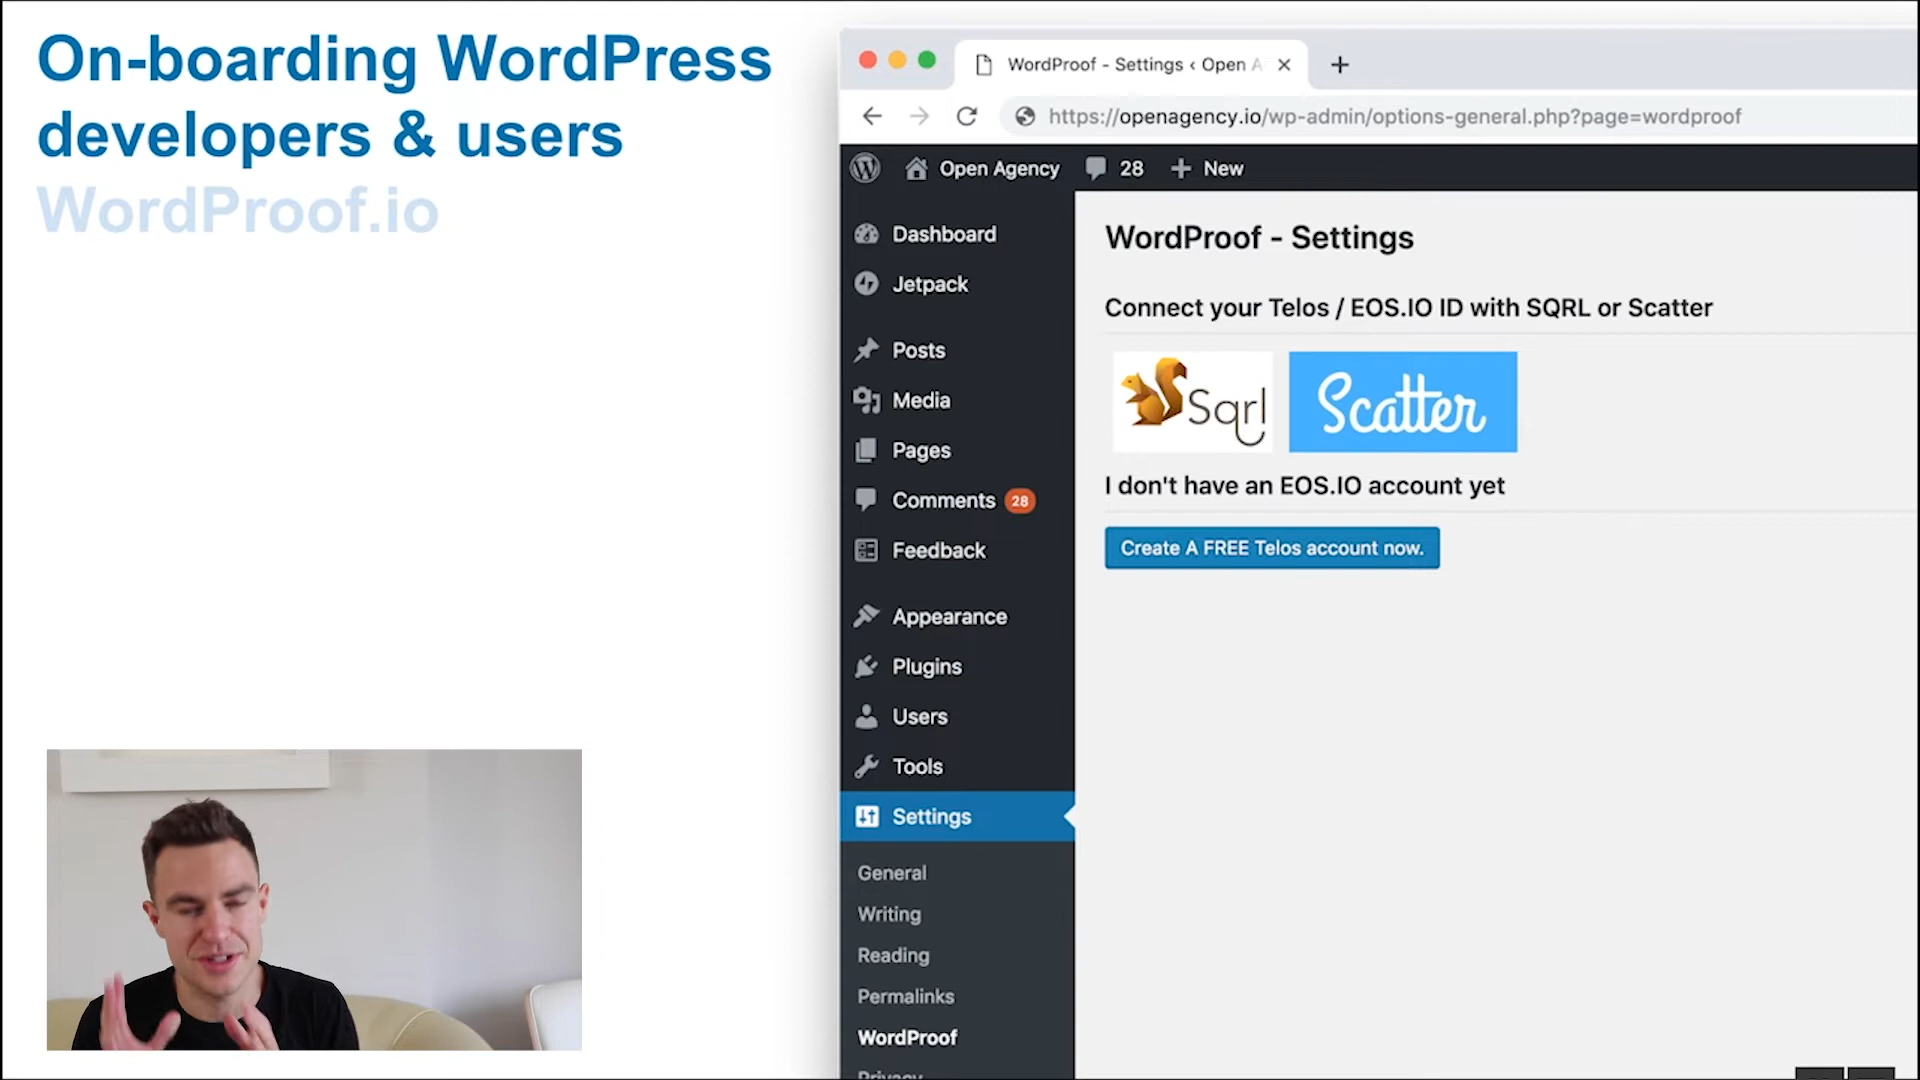 On-boarding WordPress
developers & users
WordProof.io
WordProof - Settings ‹ Open A
https://openagency.io/wp-admin/options-general.php?page=wordproof
Open Agency
28
New
Dashboard
Jetpack
Posts
Media
Pages
Comments 28
Feedback
Appearance
Plugins
Users
Tools
Settings
General
Writing
Reading
Permalinks
WordProof
Privacy
WordProof - Settings
Connect your Telos / EOS.IO ID with SQRL or Scatter
Sqrl
Scatter
I don't have an EOS.IO account yet
Create A FREE Telos account now.